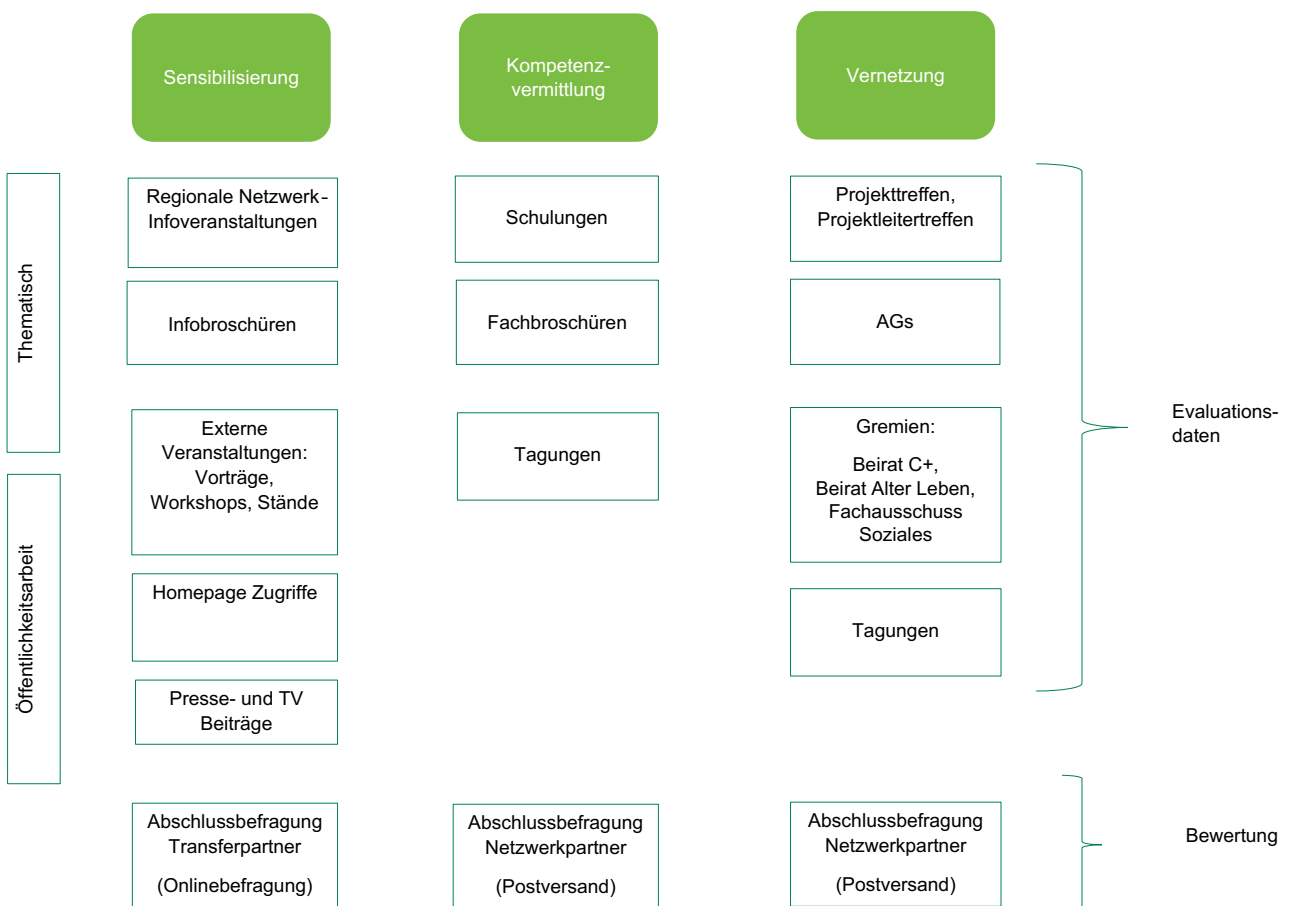 Sensibilisierung
Kompetenz-
vermittlung
Vernetzung
Thematisch
Regionale Netzwerk-
Infoveranstaltungen
Schulungen
Projekttreffen,
Projektleitertreffen
Infobroschüren
Fachbroschüren
AGs
Externe
Veranstaltungen:
Vorträge,
Workshops, Stände
Tagungen
Gremien:
Beirat C+,
Beirat Alter Leben,
Fachausschuss
Soziales
Evaluations-
daten
Öffentlichkeitsarbeit
Homepage Zugriffe
Tagungen
Presse- und TV
Beiträge
Abschlussbefragung
Transferpartner
(Onlinebefragung)
Abschlussbefragung
Netzwerkpartner
(Postversand)
Abschlussbefragung
Netzwerkpartner
(Postversand)
Bewertung